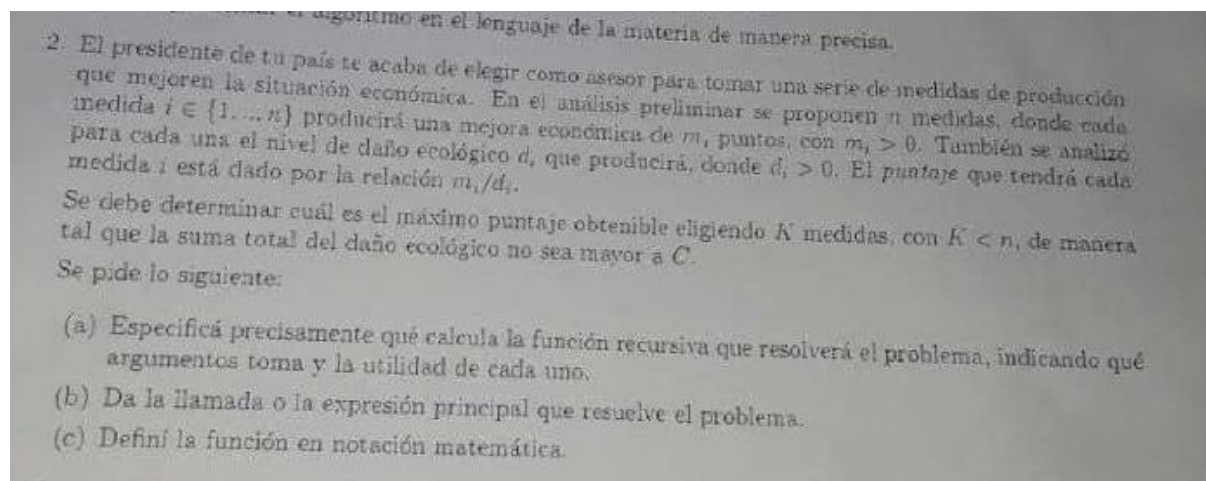 algoritmo en el lenguaje de la materia de manera precisa.
2. El presidente de tu país te acaba de elegir como asesor para tomar una serie de medidas de producción
que mejoren la situación económica. En el análisis preliminar se proponen n medidas, donde cada
medida i ∈ {1,...,n} producirá una mejora económica de m_i puntos, con m_i > 0. También se analizó
para cada una el nivel de daño ecológico d_i que producirá, donde d_i > 0. El puntaje que tendrá cada
medida i está dado por la relación m_i/d_i.
Se debe determinar cuál es el máximo puntaje obtenible eligiendo K medidas, con K < n, de manera
tal que la suma total del daño ecológico no sea mayor a C.
Se pide lo siguiente:
(a) Especificá precisamente qué calcula la función recursiva que resolverá el problema, indicando qué
argumentos toma y la utilidad de cada uno.
(b) Da la llamada o la expresión principal que resuelve el problema.
(c) Definí la función en notación matemática.